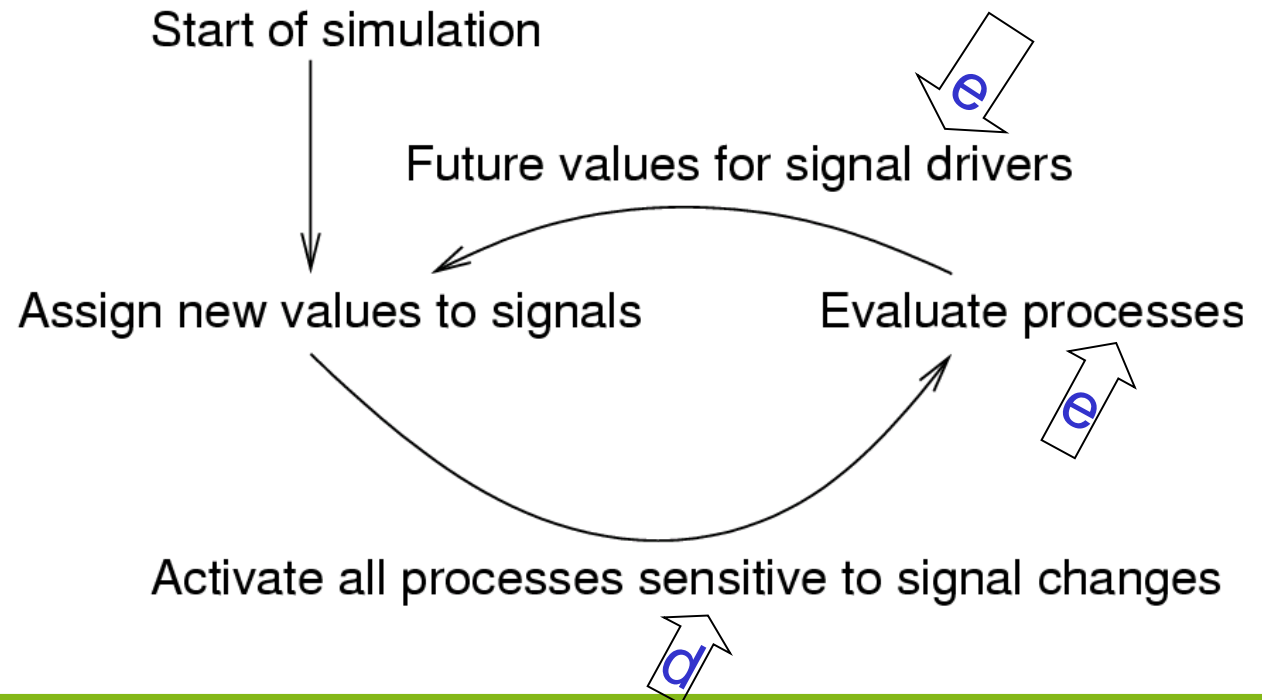 Start of simulation
e
Future values for signal drivers
Assign new values to signals
Evaluate processes
e
Activate all processes sensitive to signal changes
d